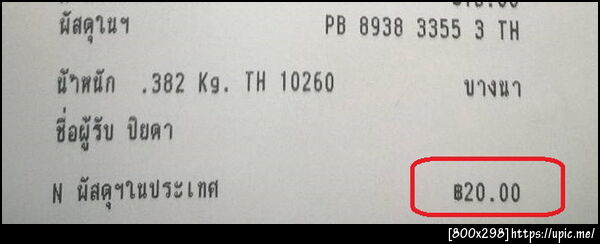 พัสดุในฯ PB 8938 3355 3 TH
น้ำหนัก .382 Kg. TH 10260 บางนา
ชื่อผู้รับ ปิยดา
N พัสดุฯในประเทศ ฿20.00
[800x298]https://upic.me/